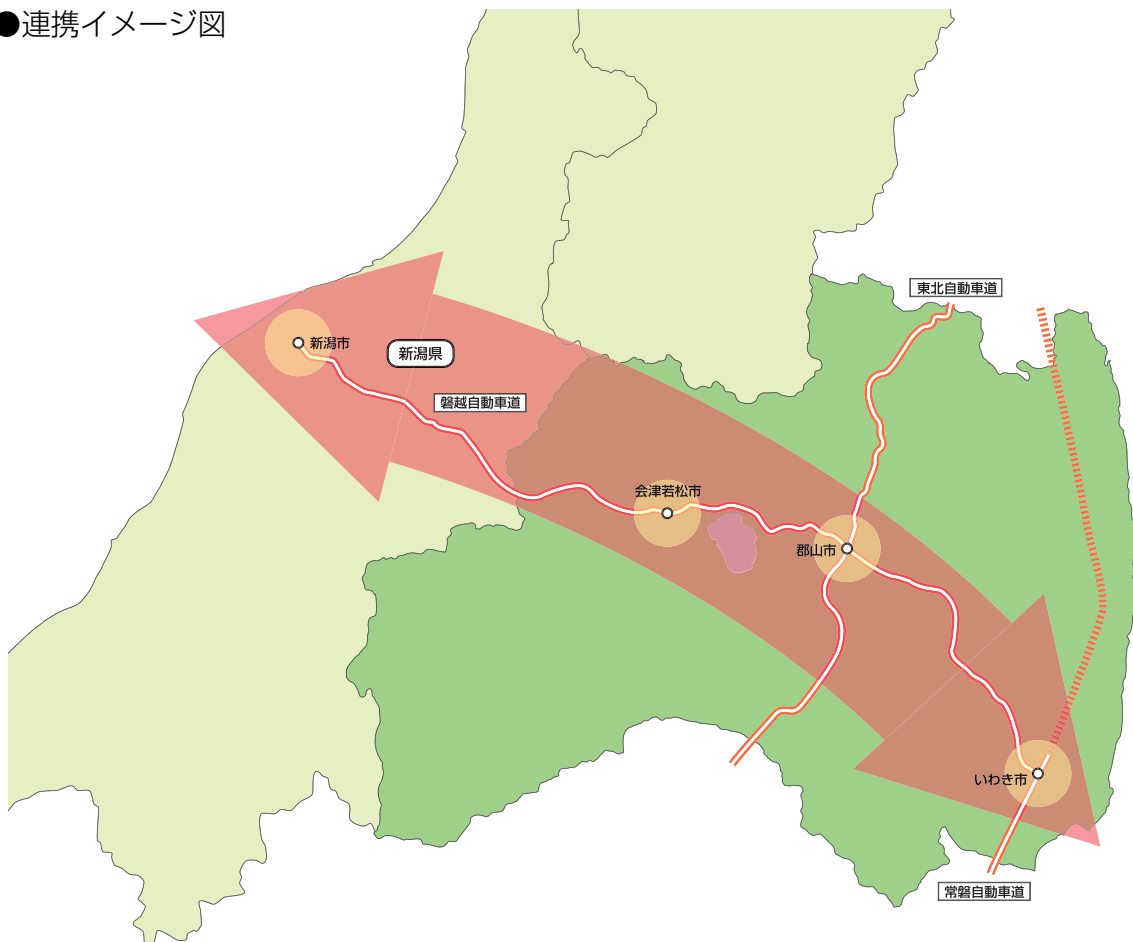 ●連携イメージ図
東北自動車道
新潟市
新潟県
磐越自動車道
会津若松市
郡山市
いわき市
常磐自動車道